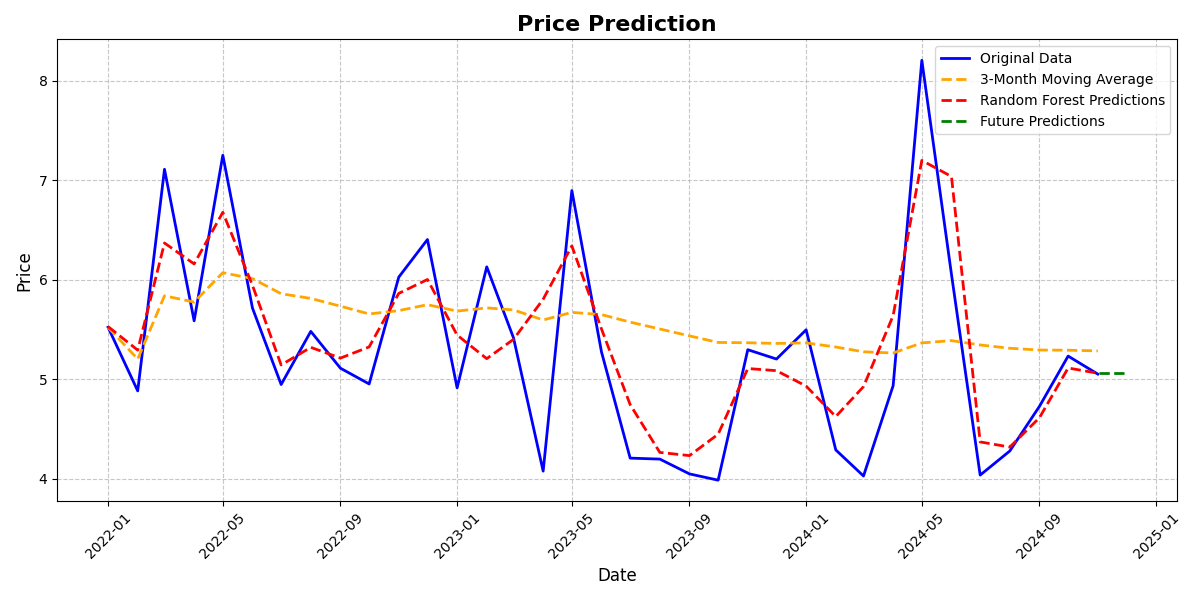 Price Prediction
Original Data
3-Month Moving Average
Random Forest Predictions
Future Predictions
Price
8
7
6
5
4
2022-01
2022-05
2022-09
2023-01
2023-05
2023-09
2024-01
2024-05
2024-09
2025-01
Date